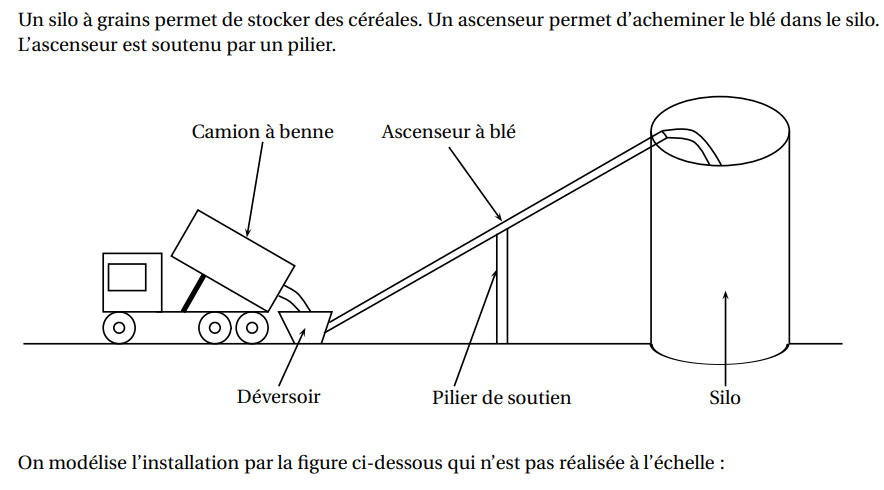 Un silo à grains permet de stocker des céréales. Un ascenseur permet d’acheminer le blé dans le silo.
L’ascenseur est soutenu par un pilier.
Camion à benne
Ascenseur à blé
Déversoir
Pilier de soutien
Silo
On modélise l’installation par la figure ci-dessous qui n’est pas réalisée à l’échelle :